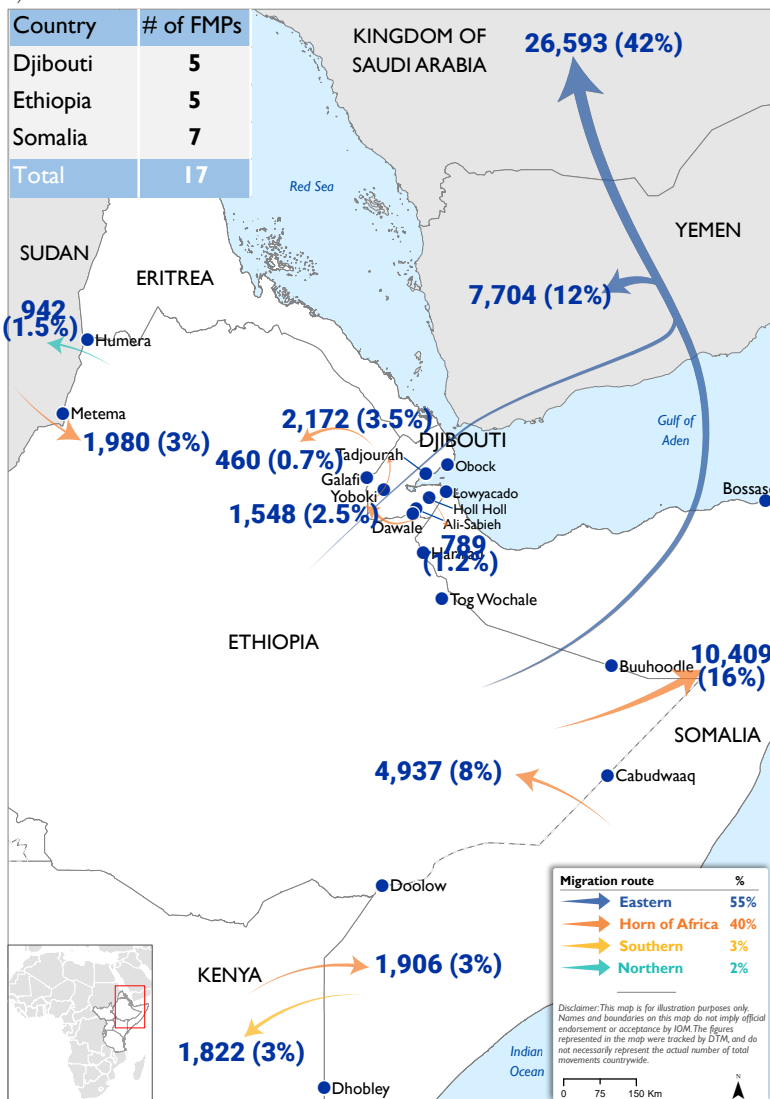 Country # of FMPs
Djibouti 5
Ethiopia 5
Somalia 7
Total 17
KINGDOM OF
SAUDI ARABIA
26,593 (42%)
Red Sea
YEMEN
SUDAN
ERITREA
7,704 (12%)
942
(1.5%)
Humera
Metema
1,980 (3%)
2,172 (3.5%)
DJIBOUTI
Gulf of
Aden
460 (0.7%)
Tadjourah
Obock
Galafi
Yoboki
Lowyacado
Bossaso
1,548 (2.5%)
Holl Holl
Dawale
Ali-Sabieh
789
(1.2%)
Tog Wochale
ETHIOPIA
10,409
(16%)
Buuhoodle
SOMALIA
4,937 (8%)
Cabudwaaq
Doolow
KENYA
1,906 (3%)
1,822 (3%)
Dhobley
Indian
Ocean
Migration route %
Eastern 55%
Horn of Africa 40%
Southern 3%
Northern 2%
Disclaimer: This map is for illustration purposes only.
Names and boundaries on this map do not imply official
endorsement or acceptance by IOM. The figures
represented in the map were tracked by DTM, and do
not necessarily represent the actual number of total
movements countrywide.
0 75 150 Km
N